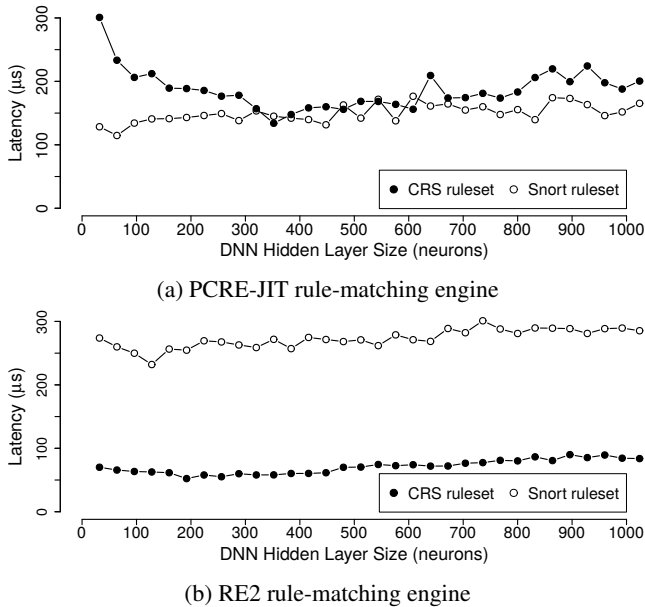 300
200
100
0
Latency (µs)
CRS ruleset Snort ruleset
0 100 200 300 400 500 600 700 800 900 1000
DNN Hidden Layer Size (neurons)
(a) PCRE-JIT rule-matching engine
300
200
100
0
Latency (µs)
CRS ruleset Snort ruleset
0 100 200 300 400 500 600 700 800 900 1000
DNN Hidden Layer Size (neurons)
(b) RE2 rule-matching engine